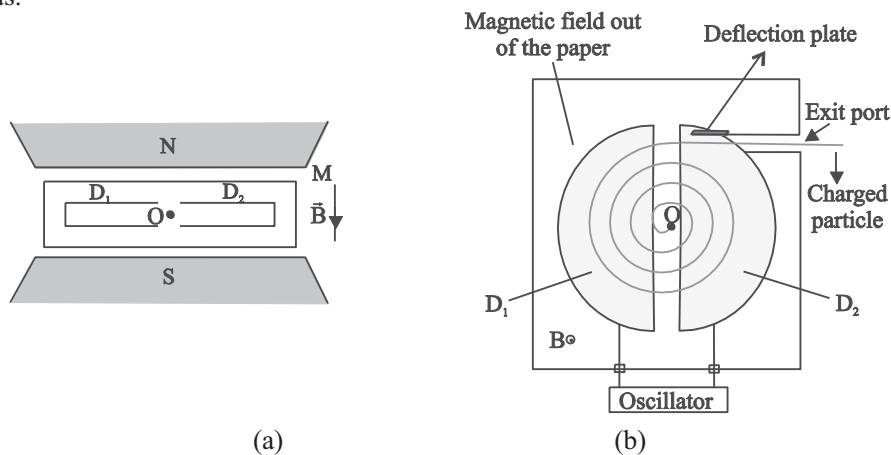 Magnetic field out
of the paper
Deflection plate
Exit port
N
M
D₁
D₂
O
B⃗
S
O
Charged
particle
D₁
D₂
B
Oscillator
(a)
(b)